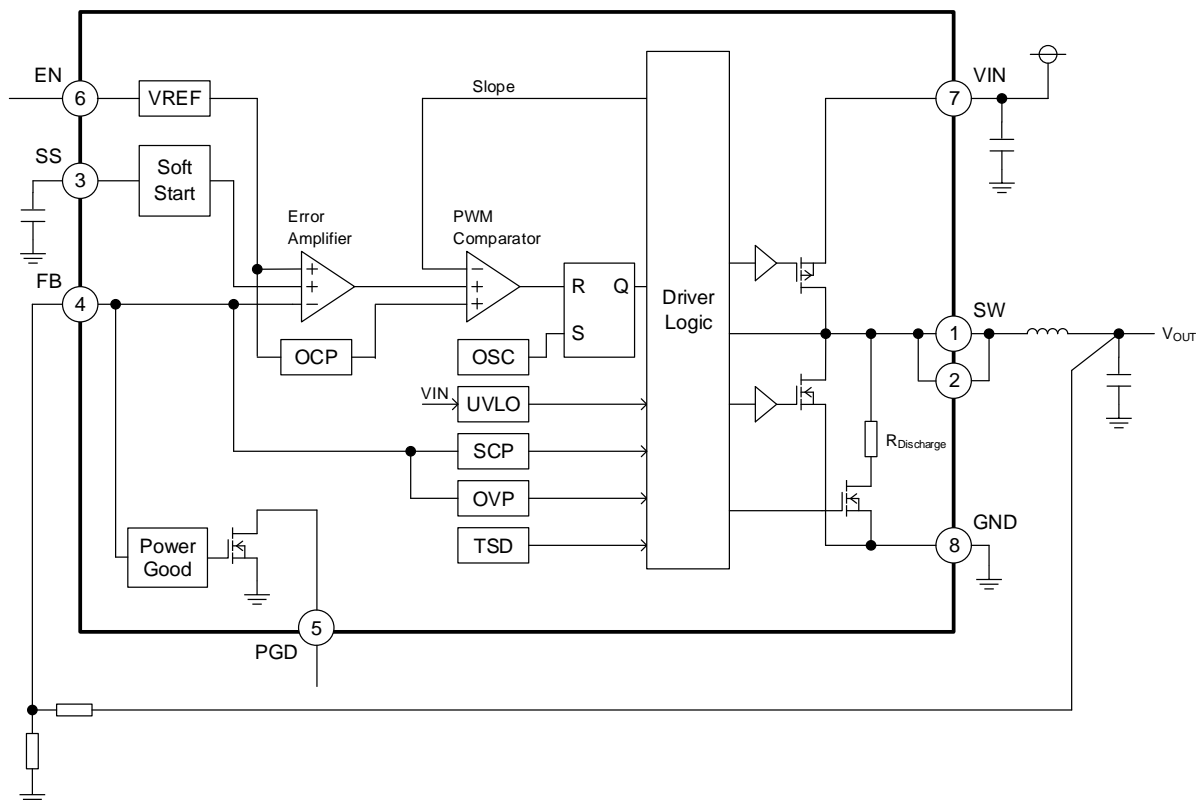 EN
6
VREF
Slope
VIN
7
SS
3
Soft
Start
Error
Amplifier
PWM
Comparator
FB
4
+
+
−
−
+
R
Q
S
Driver
Logic
SW
1
2
VOUT
OCP
OSC
VIN
UVLO
SCP
OVP
TSD
RDischarge
GND
8
Power
Good
5
PGD